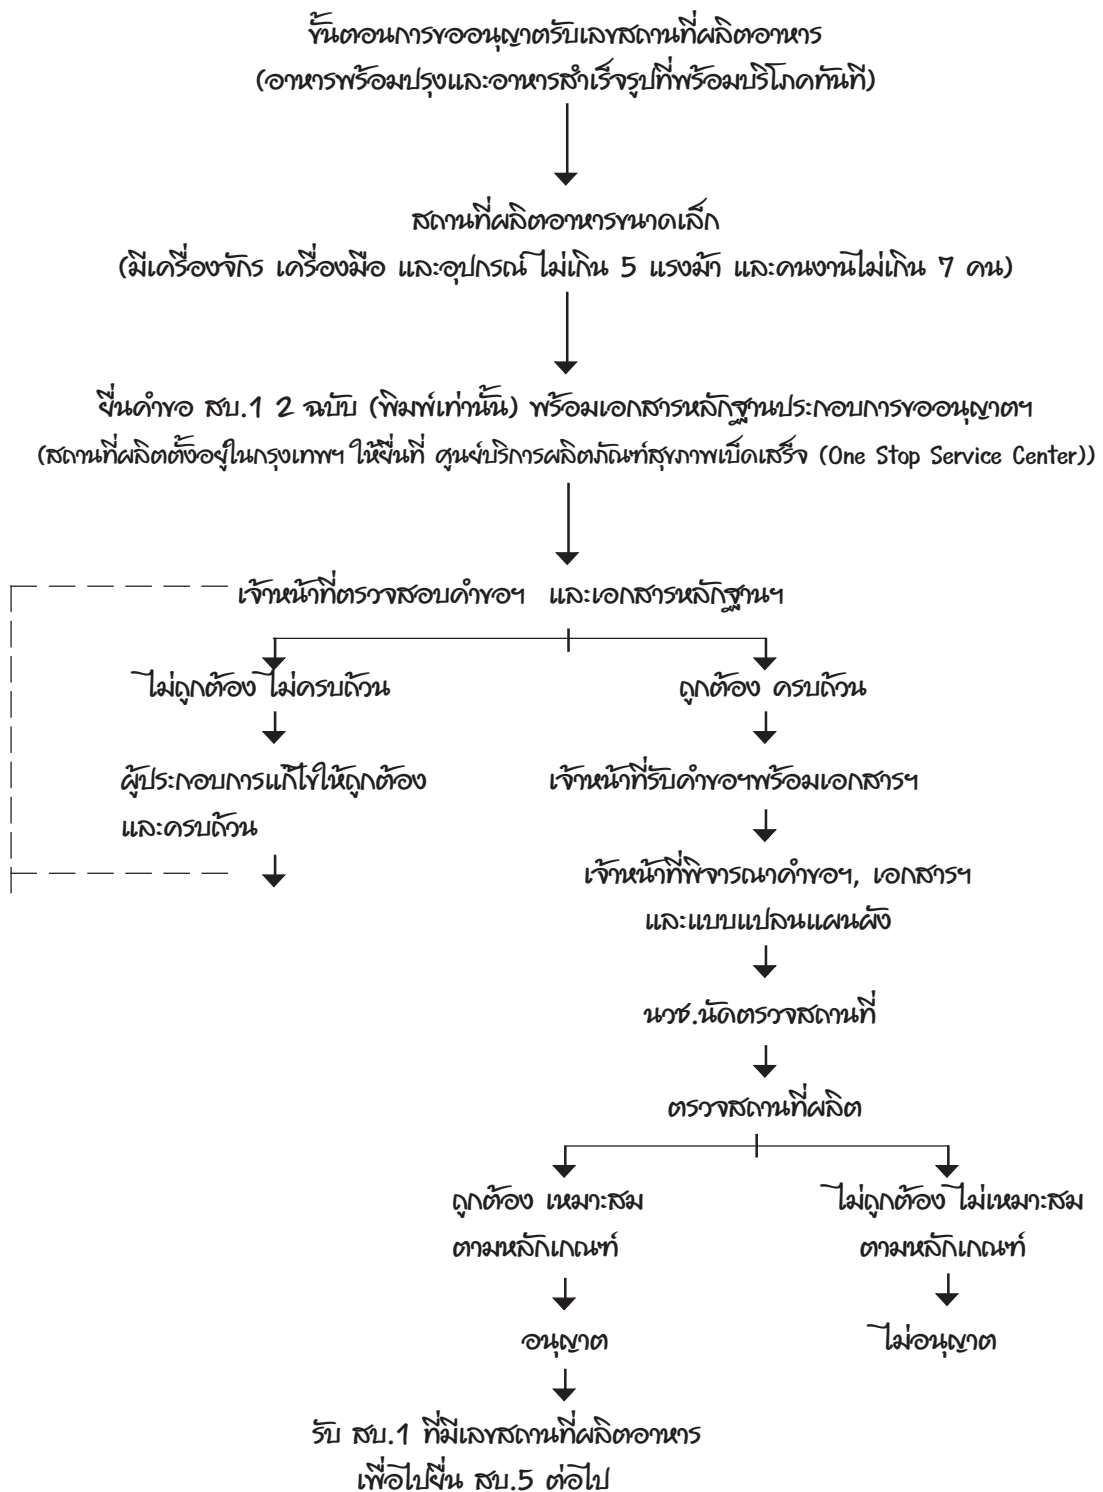 ขั้นตอนการขออนุญาตรับเลขสถานที่ผลิตอาหาร
(อาหารพร้อมปรุงและอาหารสำเร็จรูปที่พร้อมบริโภคทันที)
สถานที่ผลิตอาหารขนาดเล็ก
(มีเครื่องจักร เครื่องมือ และอุปกรณ์ ไม่เกิน 5 แรงม้า และคนงานไม่เกิน 7 คน)
ยื่นคำขอ สบ.1 2 ฉบับ (พิมพ์เท่านั้น) พร้อมเอกสารหลักฐานประกอบการขออนุญาตฯ
(สถานที่ผลิตตั้งอยู่ในกรุงเทพฯ ให้ยื่นที่ ศูนย์บริการผลิตภัณฑ์สุขภาพเบ็ดเสร็จ (One Stop Service Center))
เจ้าหน้าที่ตรวจสอบคำขอฯ และเอกสารหลักฐานฯ
ไม่ถูกต้อง ไม่ครบถ้วน
ถูกต้อง ครบถ้วน
ผู้ประกอบการแก้ไขให้ถูกต้อง
และครบถ้วน
เจ้าหน้าที่รับคำขอฯพร้อมเอกสารฯ
เจ้าหน้าที่พิจารณาคำขอฯ, เอกสารฯ
และแบบแปลนแผนผัง
นวช.นัดตรวจสถานที่
ตรวจสถานที่ผลิต
ถูกต้อง เหมาะสม
ตามหลักเกณฑ์
ไม่ถูกต้อง ไม่เหมาะสม
ตามหลักเกณฑ์
อนุญาต
ไม่อนุญาต
รับ สบ.1 ที่มีเลขสถานที่ผลิตอาหาร
เพื่อไปยื่น สบ.5 ต่อไป